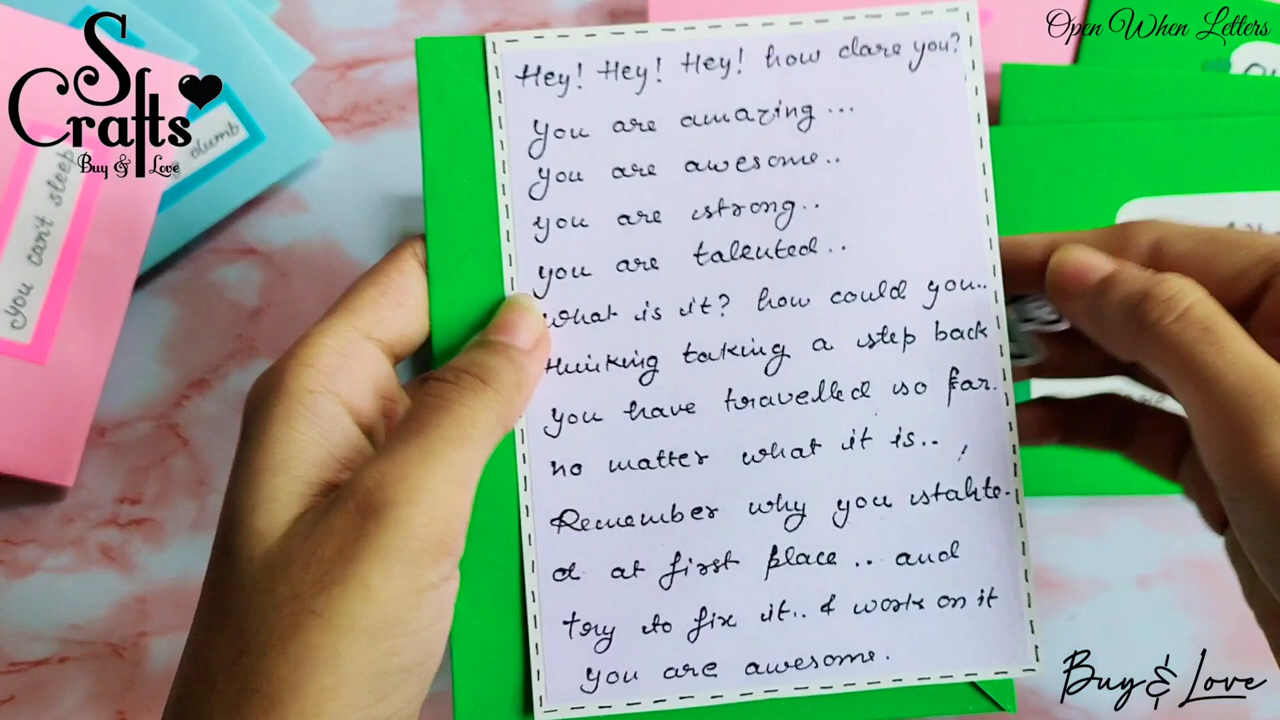 S
Crafts
Buy & Love
Open When Letters
you can't sleep
dumb
Hey! Hey! Hey! how dare you?
you are amazing...
you are awesome..
you are strong..
you are talented..
what is it? how could you..
thinking taking a step back
you have travelled so far.
no matter what it is..
Remember why you starte-
d at first place.. and
try to fix it.. & work on it
you are awesome.
Buy & Love